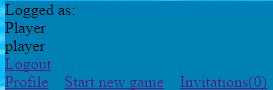 Logged as:
Player
player
Logout
Profile Start new game Invitations(0)